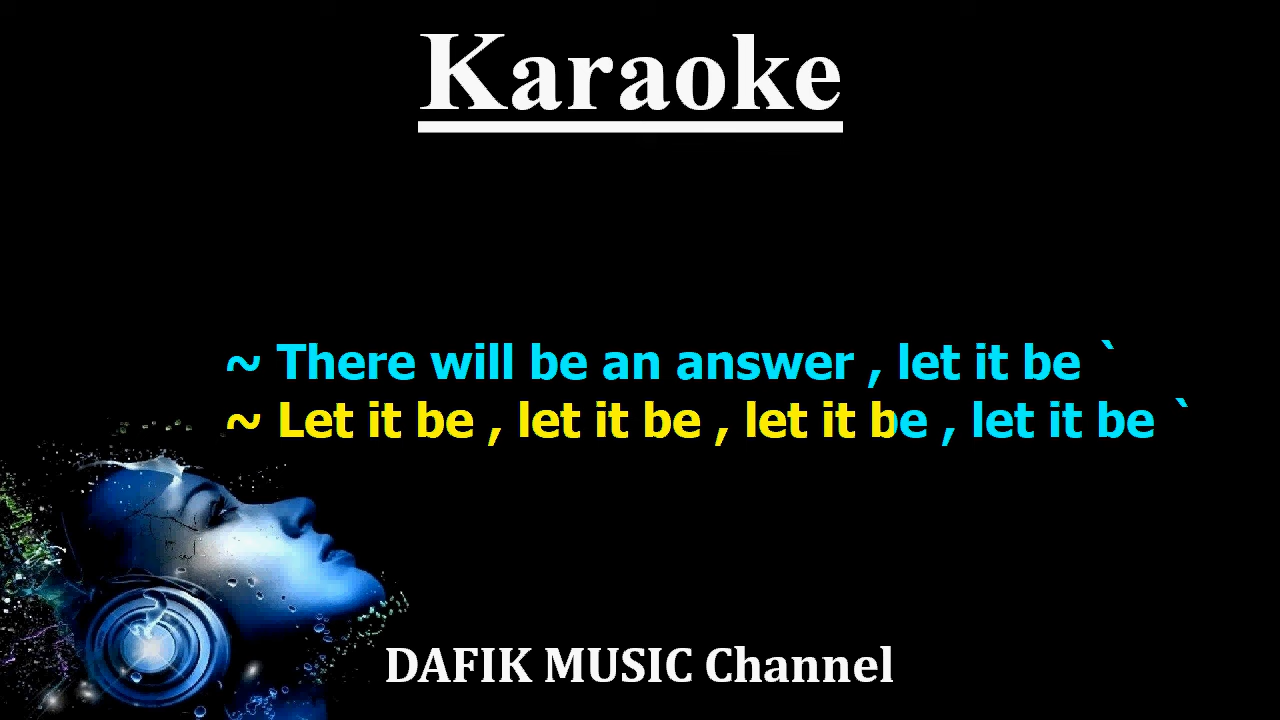 Karaoke
~ There will be an answer , let it be `
~ Let it be , let it be , let it be , let it be `
DAFIK MUSIC Channel